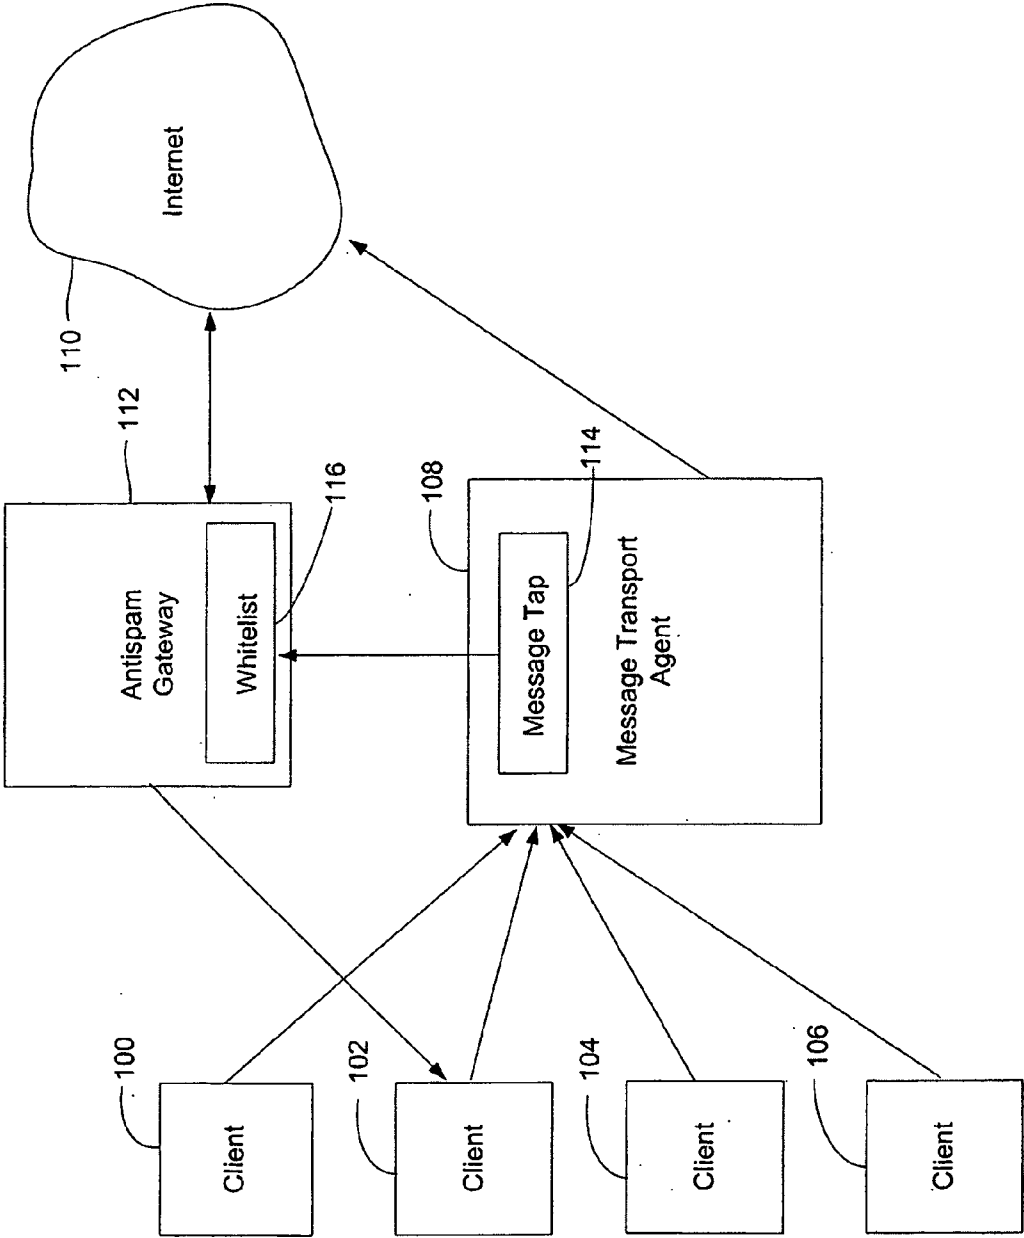 Client
100
Client
102
Client
104
Client
106
Antispam
Gateway
112
Whitelist
116
Message Tap
114
Message Transport
Agent
108
Internet
110